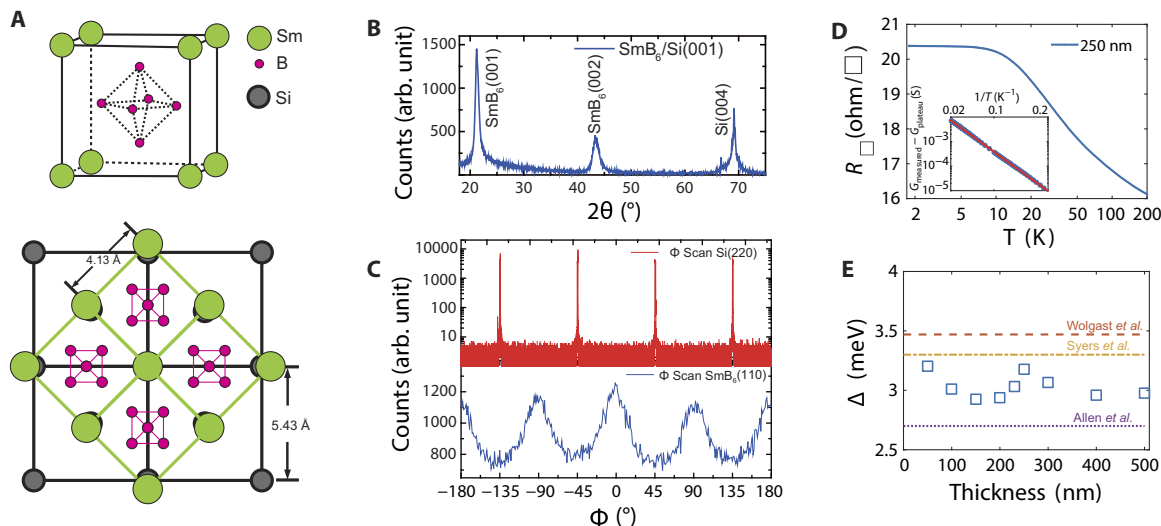 A
Sm
B
Si
4.13 Å
5.43 Å
B
SmB6/Si(001)
SmB6(001)
SmB6(002)
Si(004)
Counts (arb. unit)
1500
1000
500
20
30
40
50
60
70
2θ (°)
C
Φ Scan Si(220)
Φ Scan SmB6(110)
Counts (arb. unit)
10000
1000
100
10
1200
1000
800
−180
−135
−90
−45
0
45
90
135
180
Φ (°)
D
250 nm
R□ (ohm/□)
21
20
19
18
17
16
2
5
10
20
50
100
200
T (K)
1/T (K−1)
0.02
0.1
0.2
Gmeasured − Gplateau (S)
10−3
10−4
10−5
E
Wolgast et al.
Syers et al.
Allen et al.
Δ (meV)
4
3.5
3
2.5
0
100
200
300
400
500
Thickness (nm)